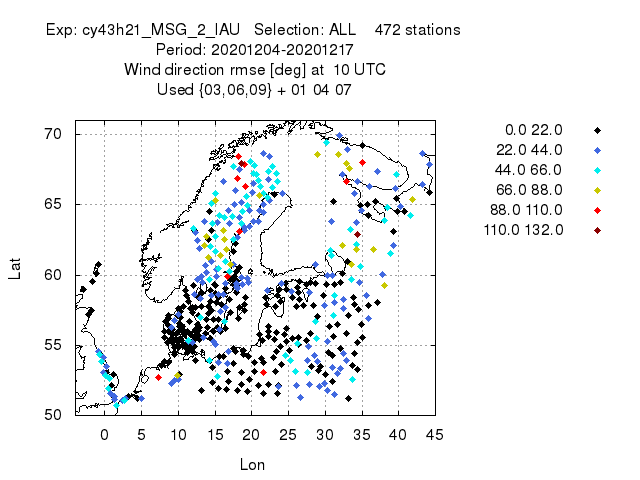 Exp: cy43h21_MSG_2_IAU   Selection: ALL    472 stations
Period: 20201204-20201217
Wind direction rmse [deg] at  10 UTC
Used {03,06,09} + 01 04 07
70
65
60
55
50
Lat
0 5 10 15 20 25 30 35 40 45
Lon
0.0 22.0
22.0 44.0
44.0 66.0
66.0 88.0
88.0 110.0
110.0 132.0